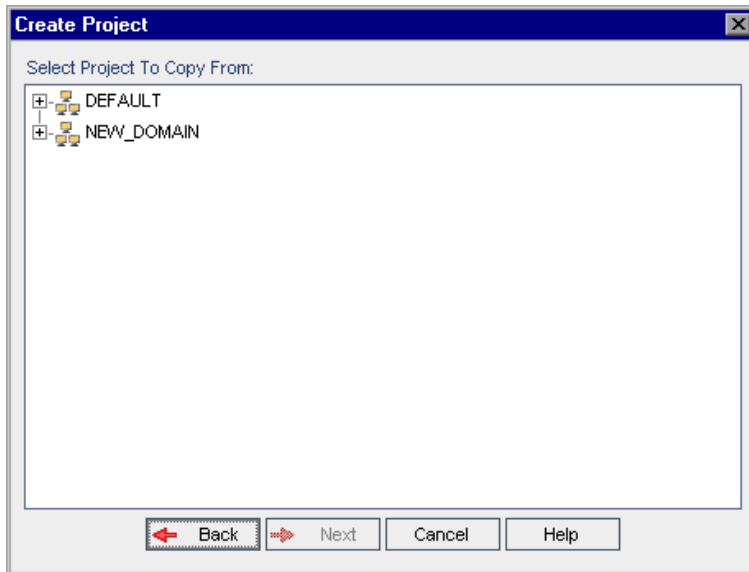 Create Project
Select Project To Copy From:
DEFAULT
NEW_DOMAIN
Back Next Cancel Help